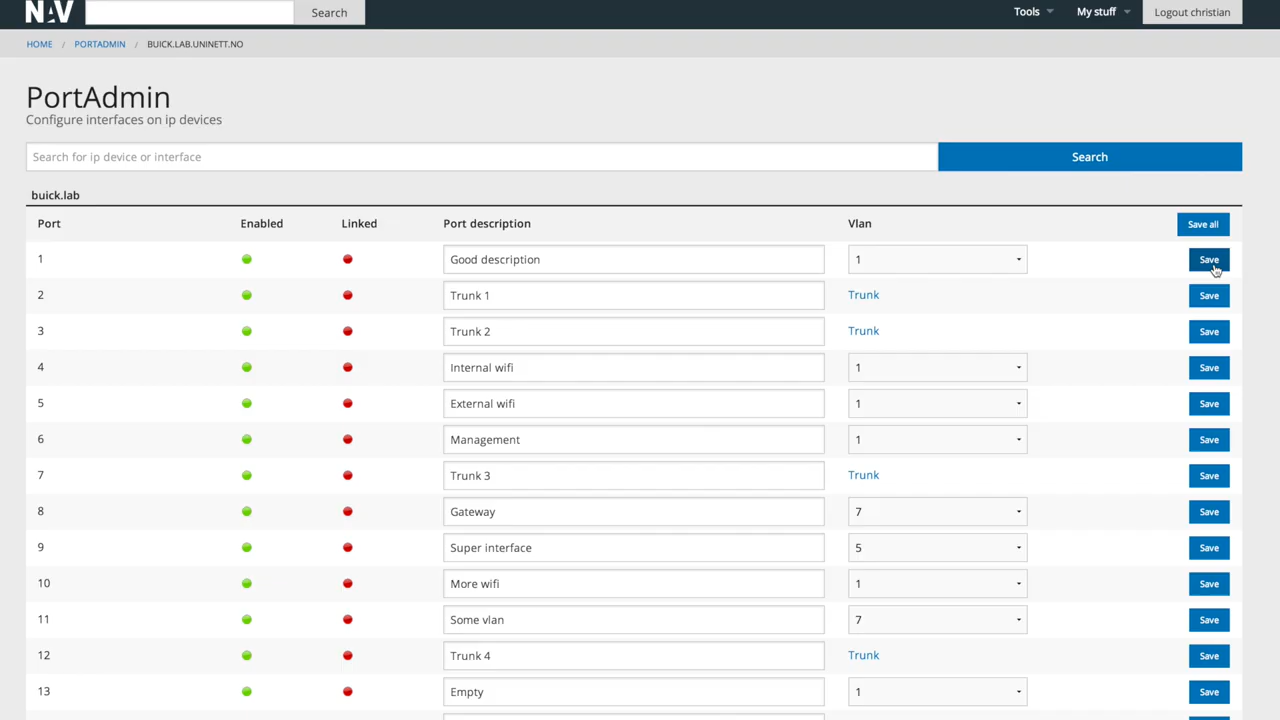 NAV Search Tools My stuff Logout christian
HOME / PORTADMIN / BUICK.LAB.UNINETT.NO
PortAdmin
Configure interfaces on ip devices
Search for ip device or interface Search
buick.lab
Port Enabled Linked Port description Vlan Save all
1 Good description 1 Save
2 Trunk 1 Trunk Save
3 Trunk 2 Trunk Save
4 Internal wifi 1 Save
5 External wifi 1 Save
6 Management 1 Save
7 Trunk 3 Trunk Save
8 Gateway 7 Save
9 Super interface 5 Save
10 More wifi 1 Save
11 Some vlan 7 Save
12 Trunk 4 Trunk Save
13 Empty 1 Save